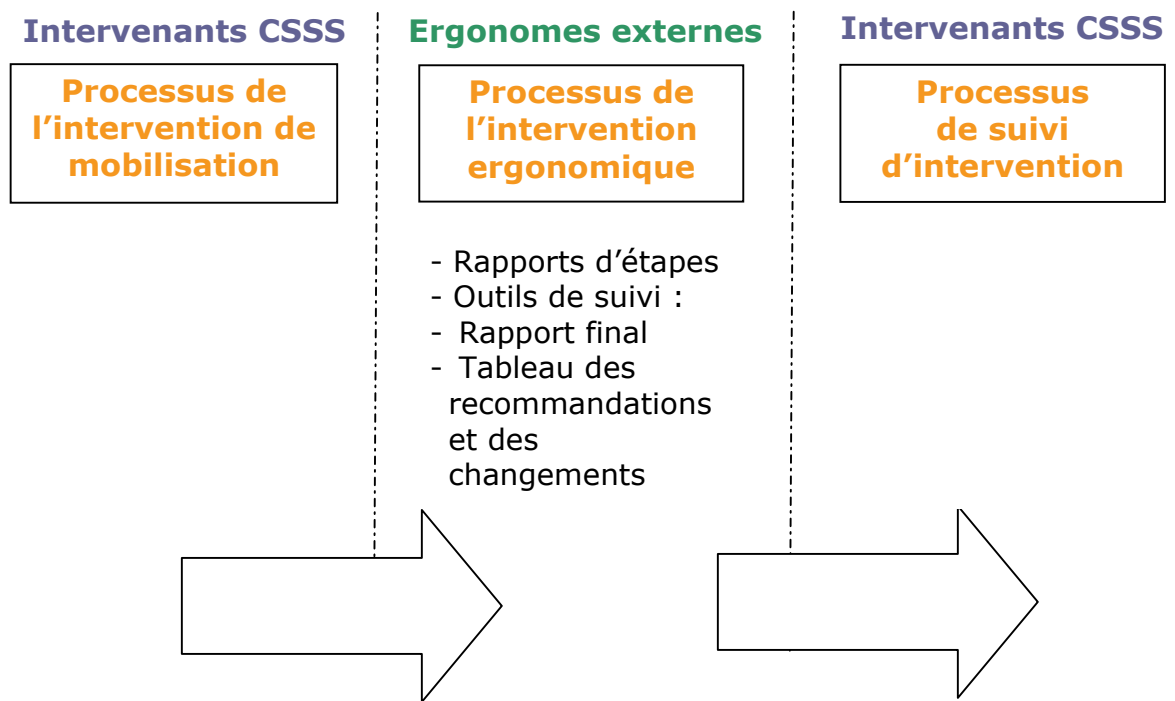 Intervenants CSSS
Processus de
l’intervention de
mobilisation
Ergonomes externes
Processus de
l’intervention
ergonomique
- Rapports d’étapes
- Outils de suivi :
- Rapport final
- Tableau des
recommandations
et des
changements
Intervenants CSSS
Processus
de suivi
d’intervention